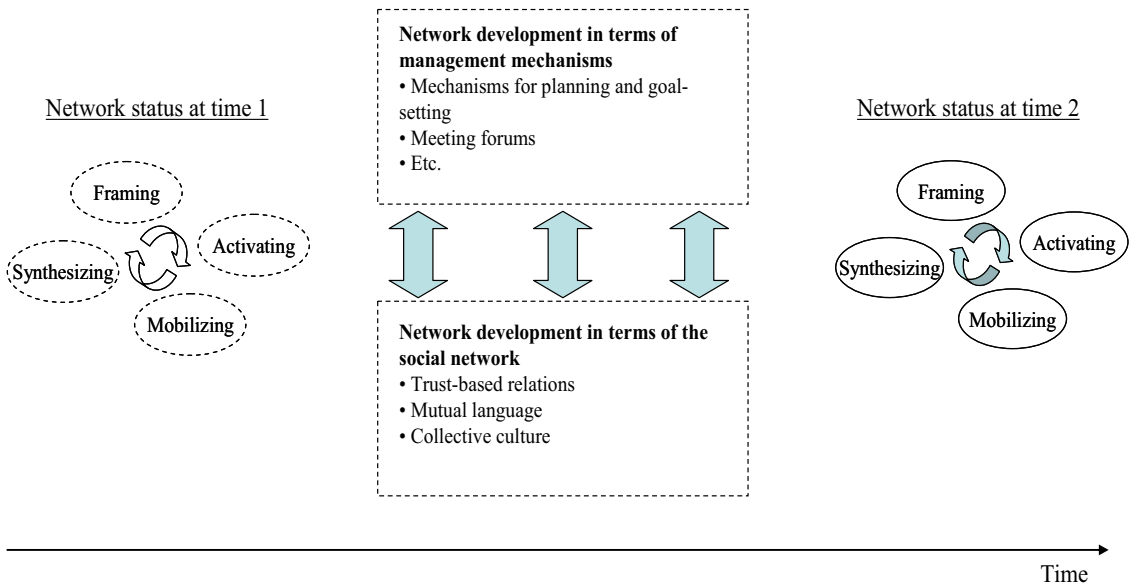 Network status at time 1
Framing
Activating
Synthesizing
Mobilizing
Network development in terms of
management mechanisms
• Mechanisms for planning and goal-
setting
• Meeting forums
• Etc.
Network development in terms of the
social network
• Trust-based relations
• Mutual language
• Collective culture
Network status at time 2
Framing
Activating
Synthesizing
Mobilizing
Time